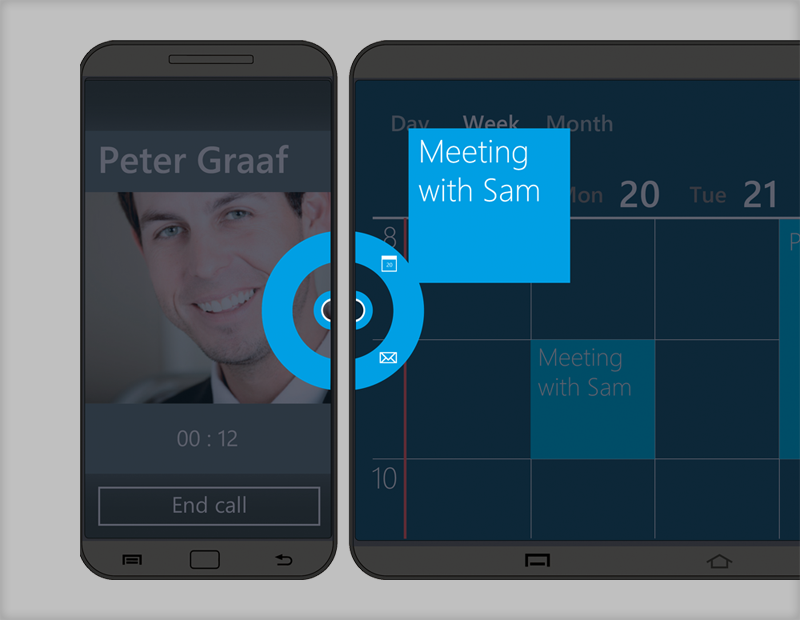 Peter Graaf
00 : 12
End call
Day Week Month
Meeting
with Sam
Mon 20 Tue 21
8
20
P
Meeting
with Sam
10